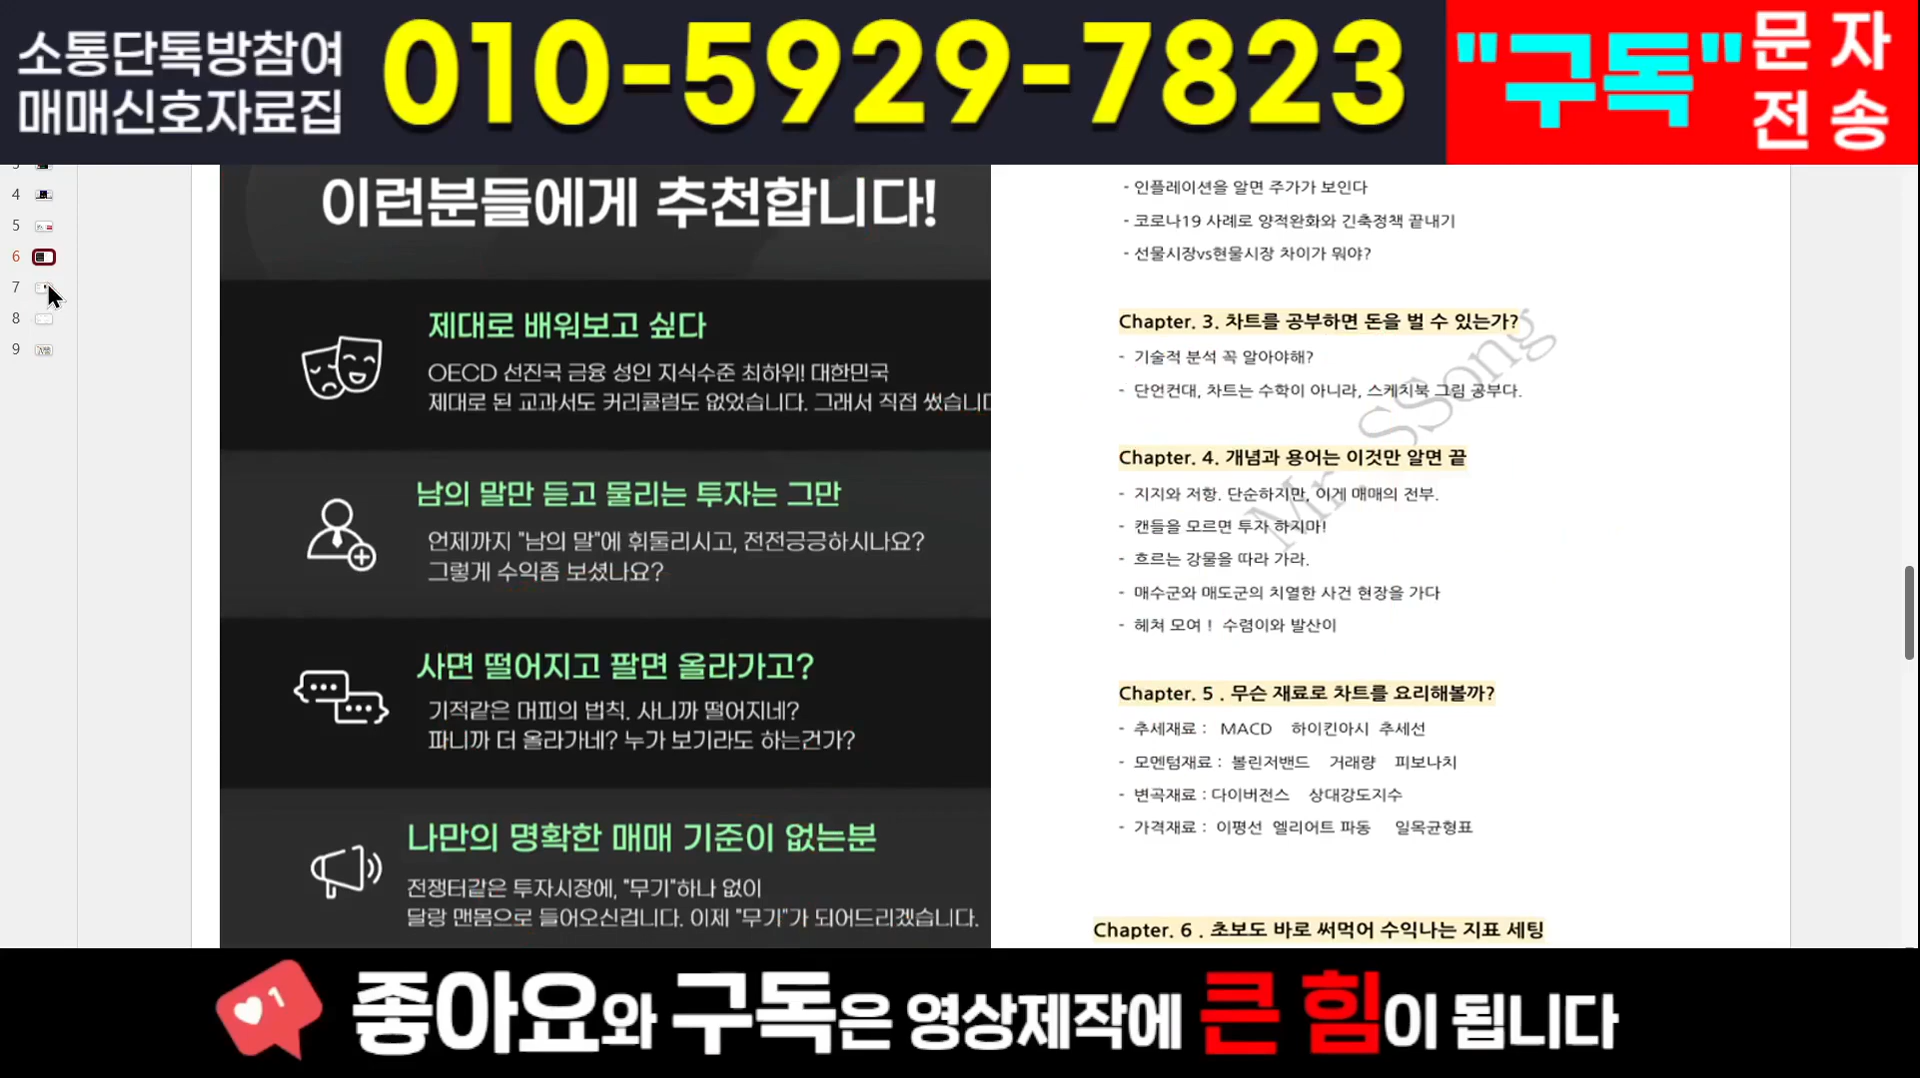 소통단톡방참여
매매신호자료집
010-5929-7823
"구독"
문자
전송
4
5
6
7
8
9
이런분들에게 추천합니다!
제대로 배워보고 싶다
OECD 선진국 금융 성인 지식수준 최하위! 대한민국
제대로 된 교과서도 커리큘럼도 없었습니다. 그래서 직접 썼습니다
남의 말만 듣고 물리는 투자는 그만
언제까지 "남의 말"에 휘둘리시고, 전전긍긍하시나요?
그렇게 수익좀 보셨나요?
사면 떨어지고 팔면 올라가고?
기적같은 머피의 법칙. 사니까 떨어지네?
파니까 더 올라가네? 누가 보기라도 하는건가?
나만의 명확한 매매 기준이 없는분
전쟁터같은 투자시장에, "무기"하나 없이
달랑 맨몸으로 들어오신겁니다. 이제 "무기"가 되어드리겠습니다.
- 인플레이션을 알면 주가가 보인다
- 코로나19 사례로 양적완화와 긴축정책 끝내기
- 선물시장vs현물시장 차이가 뭐야?
Chapter. 3. 차트를 공부하면 돈을 벌 수 있는가?
- 기술적 분석 꼭 알아야해?
- 단언컨대, 차트는 수학이 아니라, 스케치북 그림 공부다.
Chapter. 4. 개념과 용어는 이것만 알면 끝
- 지지와 저항. 단순하지만, 이게 매매의 전부.
- 캔들을 모르면 투자 하지마!
- 흐르는 강물을 따라 가라.
- 매수군와 매도군의 치열한 사건 현장을 가다
- 헤쳐 모여 ! 수렴이와 발산이
Chapter. 5 . 무슨 재료로 차트를 요리해볼까?
- 추세재료 : MACD 하이킨아시 추세선
- 모멘텀재료 : 볼린저밴드 거래량 피보나치
- 변곡재료 : 다이버전스 상대강도지수
- 가격재료 : 이평선 엘리어트 파동 일목균형표
Chapter. 6 . 초보도 바로 써먹어 수익나는 지표 세팅
Mr. SSong
1
좋아요와 구독은 영상제작에 큰 힘이 됩니다